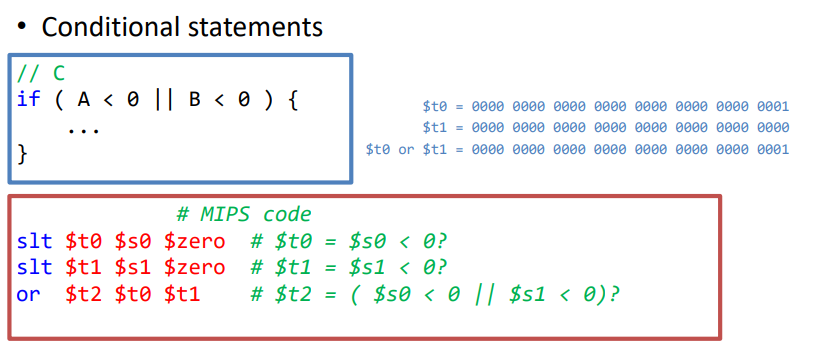 • Conditional statements
// C
if ( A < 0 || B < 0 ) {
...
}
$t0 = 0000 0000 0000 0000 0000 0000 0000 0001
$t1 = 0000 0000 0000 0000 0000 0000 0000 0000
$t0 or $t1 = 0000 0000 0000 0000 0000 0000 0000 0001
# MIPS code
slt $t0 $s0 $zero # $t0 = $s0 < 0?
slt $t1 $s1 $zero # $t1 = $s1 < 0?
or $t2 $t0 $t1 # $t2 = ( $s0 < 0 || $s1 < 0)?